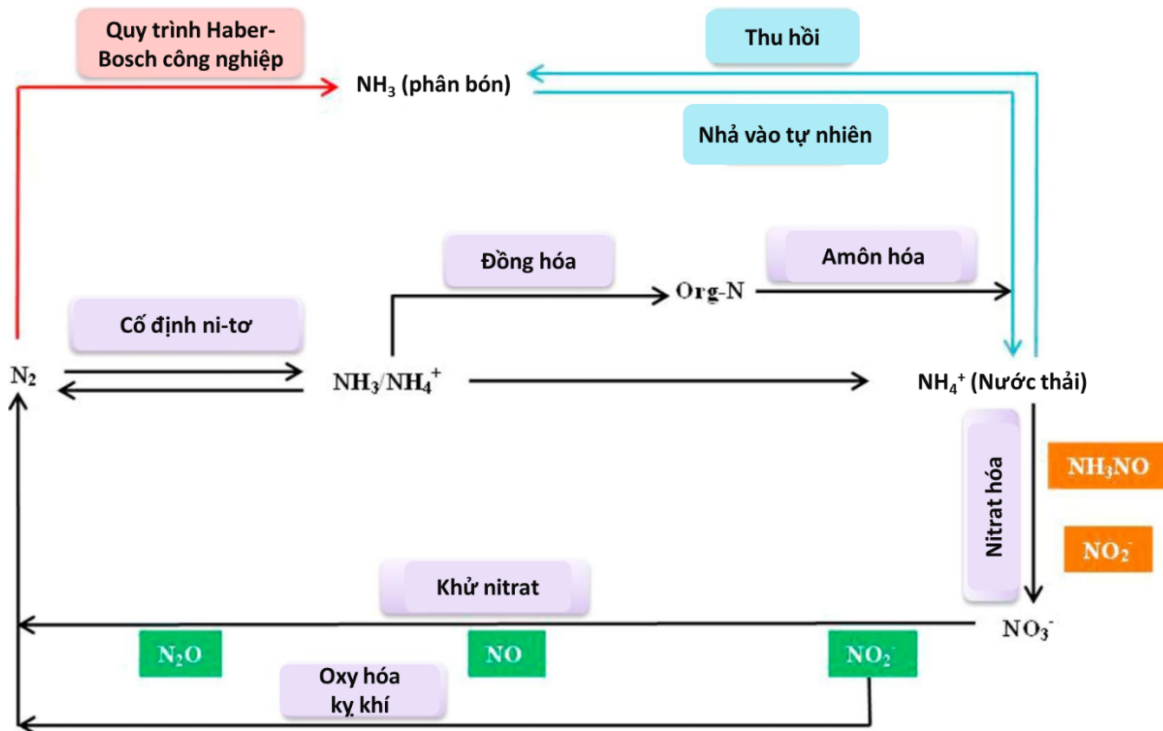 Quy trình Haber-
Bosch công nghiệp
Thu hồi
NH₃ (phân bón)
Nhả vào tự nhiên
Đồng hóa
Amôn hóa
Org-N
Cố định ni-tơ
N₂
NH₃/NH₄⁺
NH₄⁺ (Nước thải)
Nitrat hóa
NH₃NO
NO₂⁻
Khử nitrat
NO₃⁻
N₂O
NO
NO₂⁻
Oxy hóa
kỵ khí